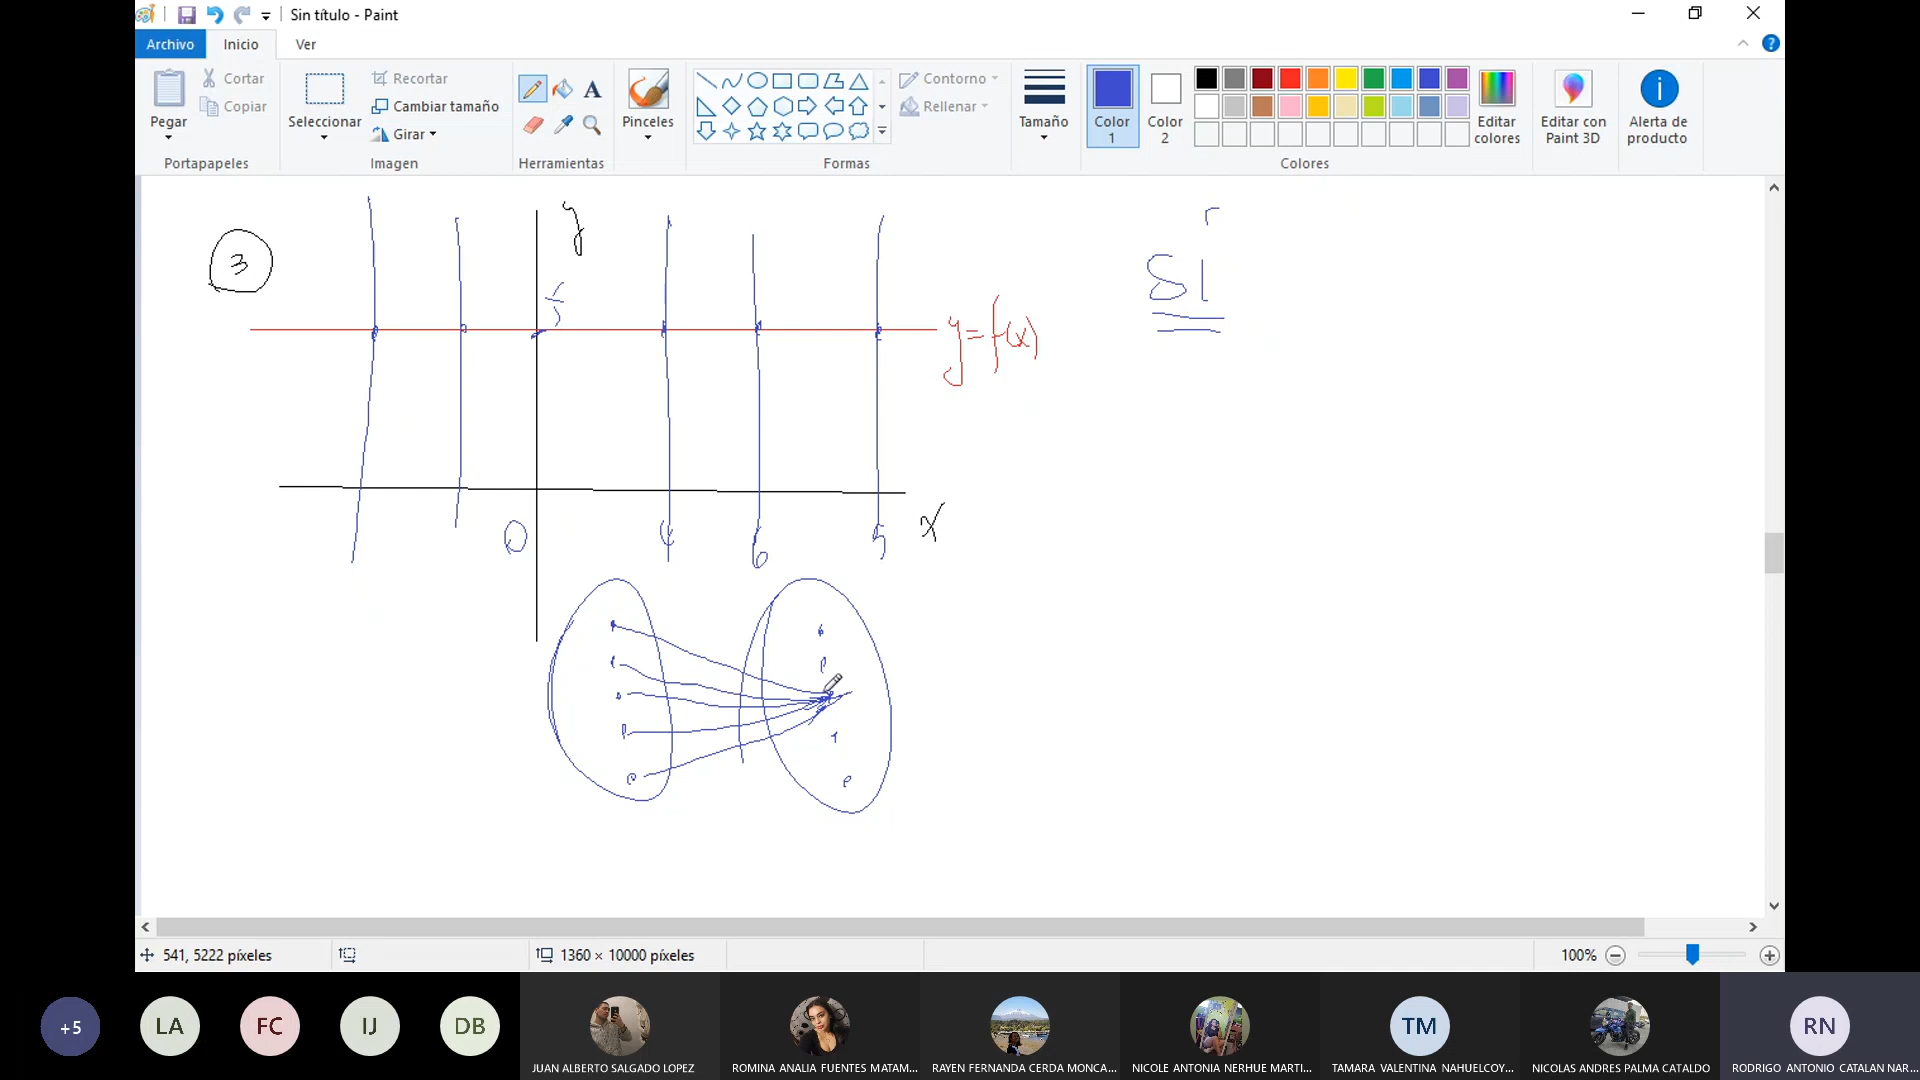 Sin título - Paint
Archivo Inicio Ver
Pegar
Cortar
Copiar
Portapapeles
Seleccionar
Recortar
Cambiar tamaño
Girar
Imagen
A
Herramientas
Pinceles
Formas
Contorno
Rellenar
Tamaño
Color 1
Color 2
Editar colores
Colores
Editar con Paint 3D
Alerta de producto
3
y
5
y=f(x)
SI
0 4 6 5 x
541, 5222 píxeles
1360 × 10000 píxeles
100%
+5 LA FC IJ DB TM RN
JUAN ALBERTO SALGADO LOPEZ
ROMINA ANALIA FUENTES MATAM...
RAYEN FERNANDA CERDA MONCA...
NICOLE ANTONIA NERHUE MARTI...
TAMARA VALENTINA NAHUELCOY...
NICOLAS ANDRES PALMA CATALDO
RODRIGO ANTONIO CATALAN NAR...